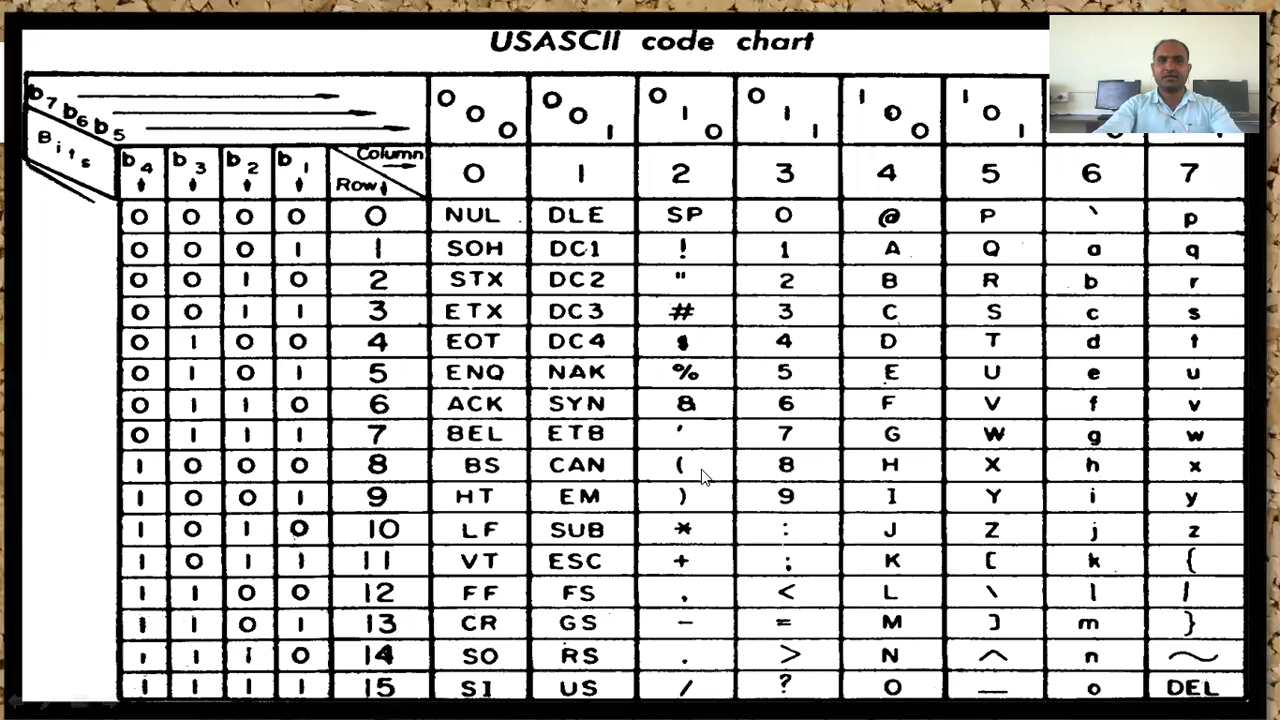 USASCII code chart
b7 b6 b5 0 0 0 0 0 1 0 1 0 0 1 1 1 0 0 1 0 1
Bits b4 b3 b2 b1 Column Row 0 1 2 3 4 5 6 7
0 0 0 0 0 NUL DLE SP 0 @ P ` p
0 0 0 1 1 SOH DC1 ! 1 A Q a q
0 0 1 0 2 STX DC2 " 2 B R b r
0 0 1 1 3 ETX DC3 # 3 C S c s
0 1 0 0 4 EOT DC4 $ 4 D T d t
0 1 0 1 5 ENQ NAK % 5 E U e u
0 1 1 0 6 ACK SYN & 6 F V f v
0 1 1 1 7 BEL ETB ' 7 G W g w
1 0 0 0 8 BS CAN ( 8 H X h x
1 0 0 1 9 HT EM ) 9 I Y i y
1 0 1 0 10 LF SUB * : J Z j z
1 0 1 1 11 VT ESC + ; K [ k {
1 1 0 0 12 FF FS , < L \ l |
1 1 0 1 13 CR GS - = M ] m }
1 1 1 0 14 SO RS . > N ^ n ~
1 1 1 1 15 SI US / ? O _ o DEL